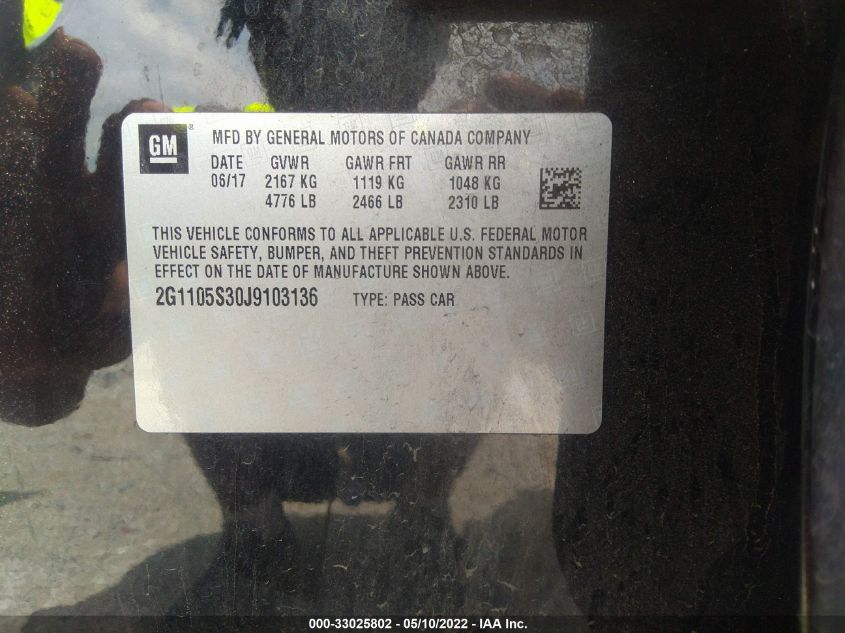 GM ®
MFD BY GENERAL MOTORS OF CANADA COMPANY
DATE GVWR GAWR FRT GAWR RR
06/17 2167 KG 1119 KG 1048 KG
4776 LB 2466 LB 2310 LB
THIS VEHICLE CONFORMS TO ALL APPLICABLE U.S. FEDERAL MOTOR
VEHICLE SAFETY, BUMPER, AND THEFT PREVENTION STANDARDS IN
EFFECT ON THE DATE OF MANUFACTURE SHOWN ABOVE.
2G1105S30J9103136 TYPE: PASS CAR
000-33025802 - 05/10/2022 - IAA Inc.